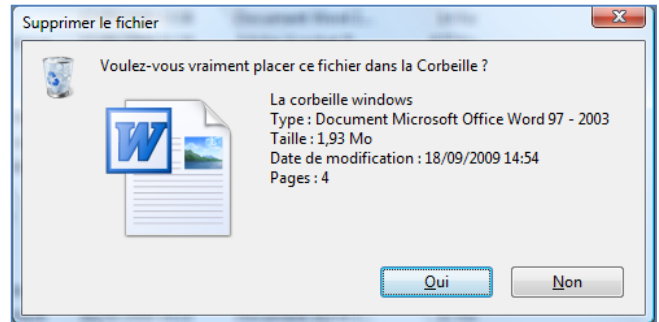 Supprimer le fichier
Voulez-vous vraiment placer ce fichier dans la Corbeille ?
La corbeille windows
Type : Document Microsoft Office Word 97 - 2003
Taille : 1,93 Mo
Date de modification : 18/09/2009 14:54
Pages : 4
W
Oui
Non